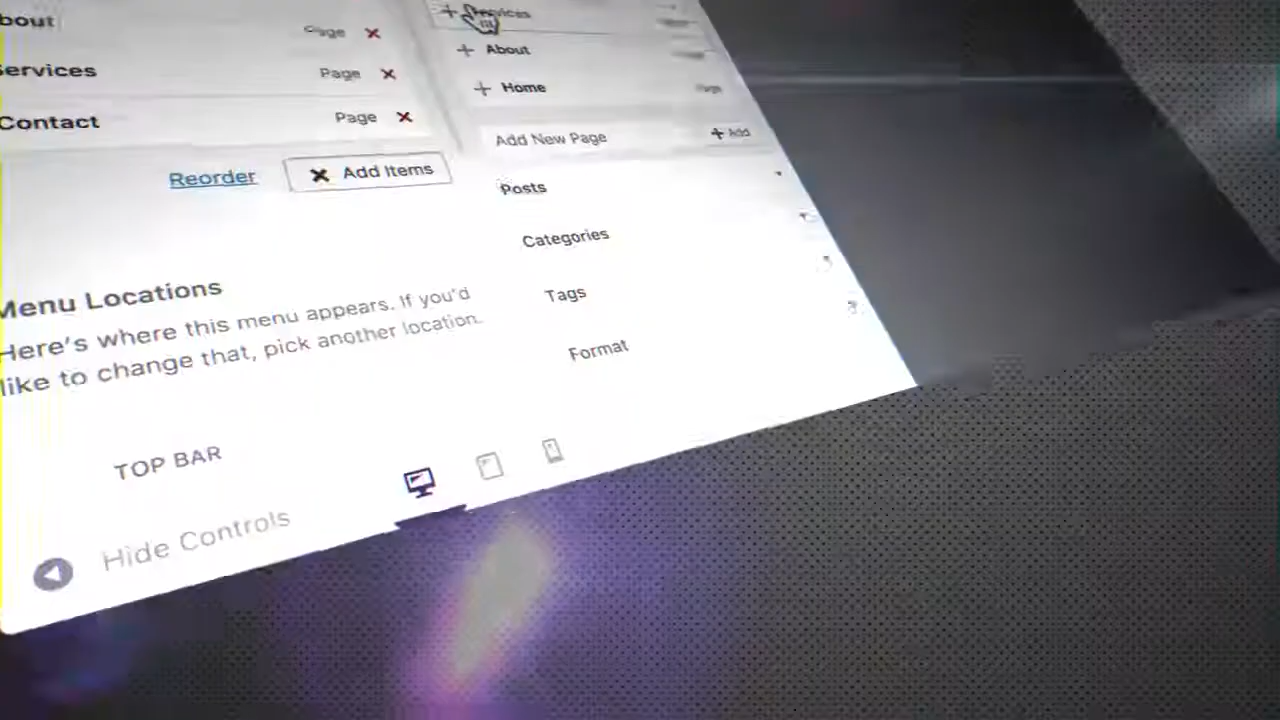 bout
Page
ervices
Page
Contact
Page
Reorder
Add Items
Services
About
Home
Page
Add New Page
Add
Posts
Categories
Tags
Format
Menu Locations
Here's where this menu appears. If you'd
like to change that, pick another location.
TOP BAR
Hide Controls